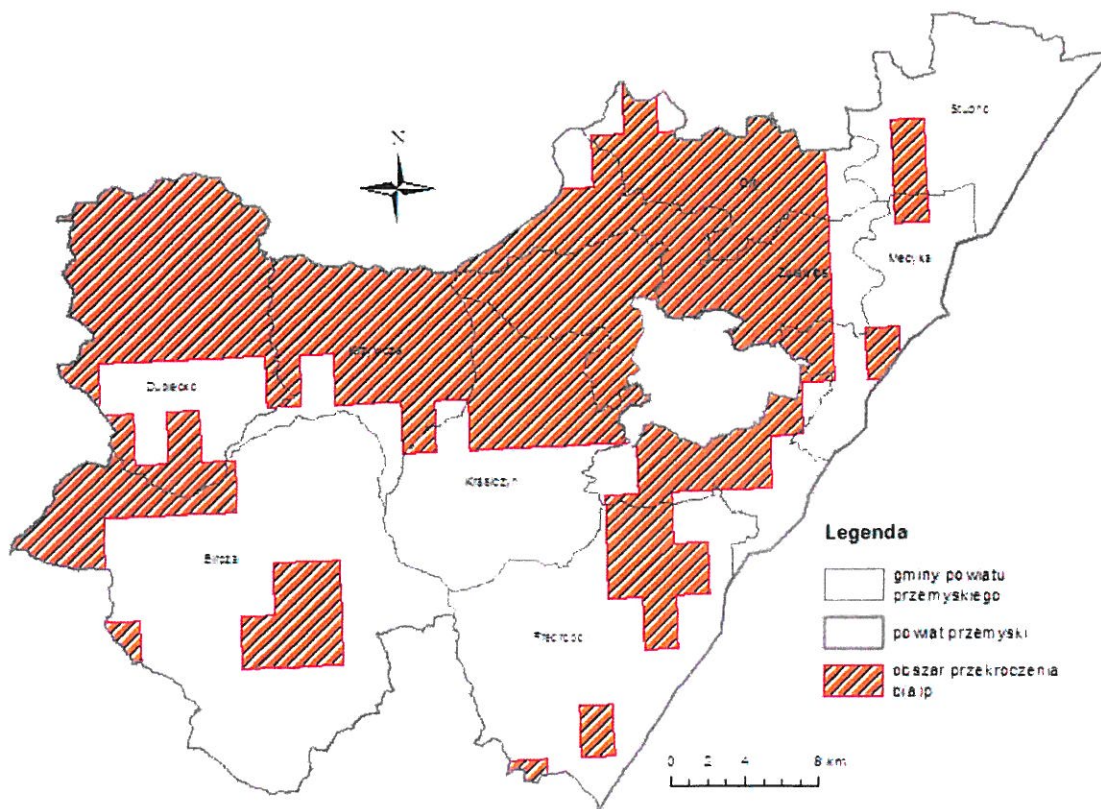 N
Stubno
Orły
Medyka
Żurawica
Krzywcza
Dubiecko
Krasiczyn
Bircza
Fredropol
Legenda
gminy powiatu
przemyskiego
powiat przemyski
obszar przekroczenia
b(a)p
0 2 4 8 km